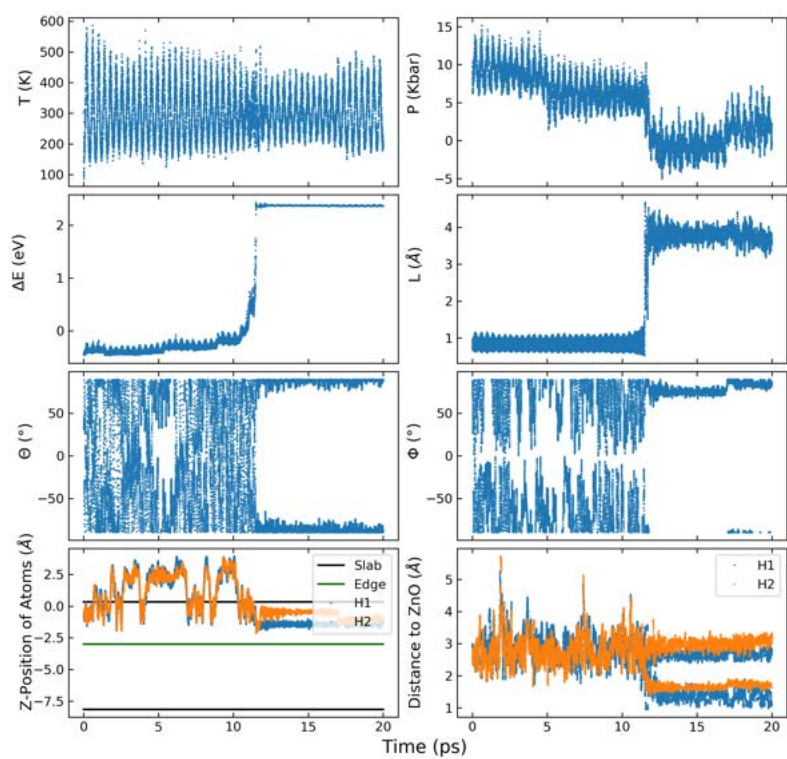 T (K)
600
500
400
300
200
100
P (Kbar)
15
10
5
0
−5
ΔE (eV)
2
1
0
L (Å)
4
3
2
1
Θ (°)
50
0
−50
Φ (°)
50
0
−50
Z-Position of Atoms (Å)
2.5
0.0
−2.5
−5.0
−7.5
Slab
Edge
H1
H2
0 5 10 15 20
Distance to ZnO (Å)
5
4
3
2
1
H1
H2
0 5 10 15 20
Time (ps)